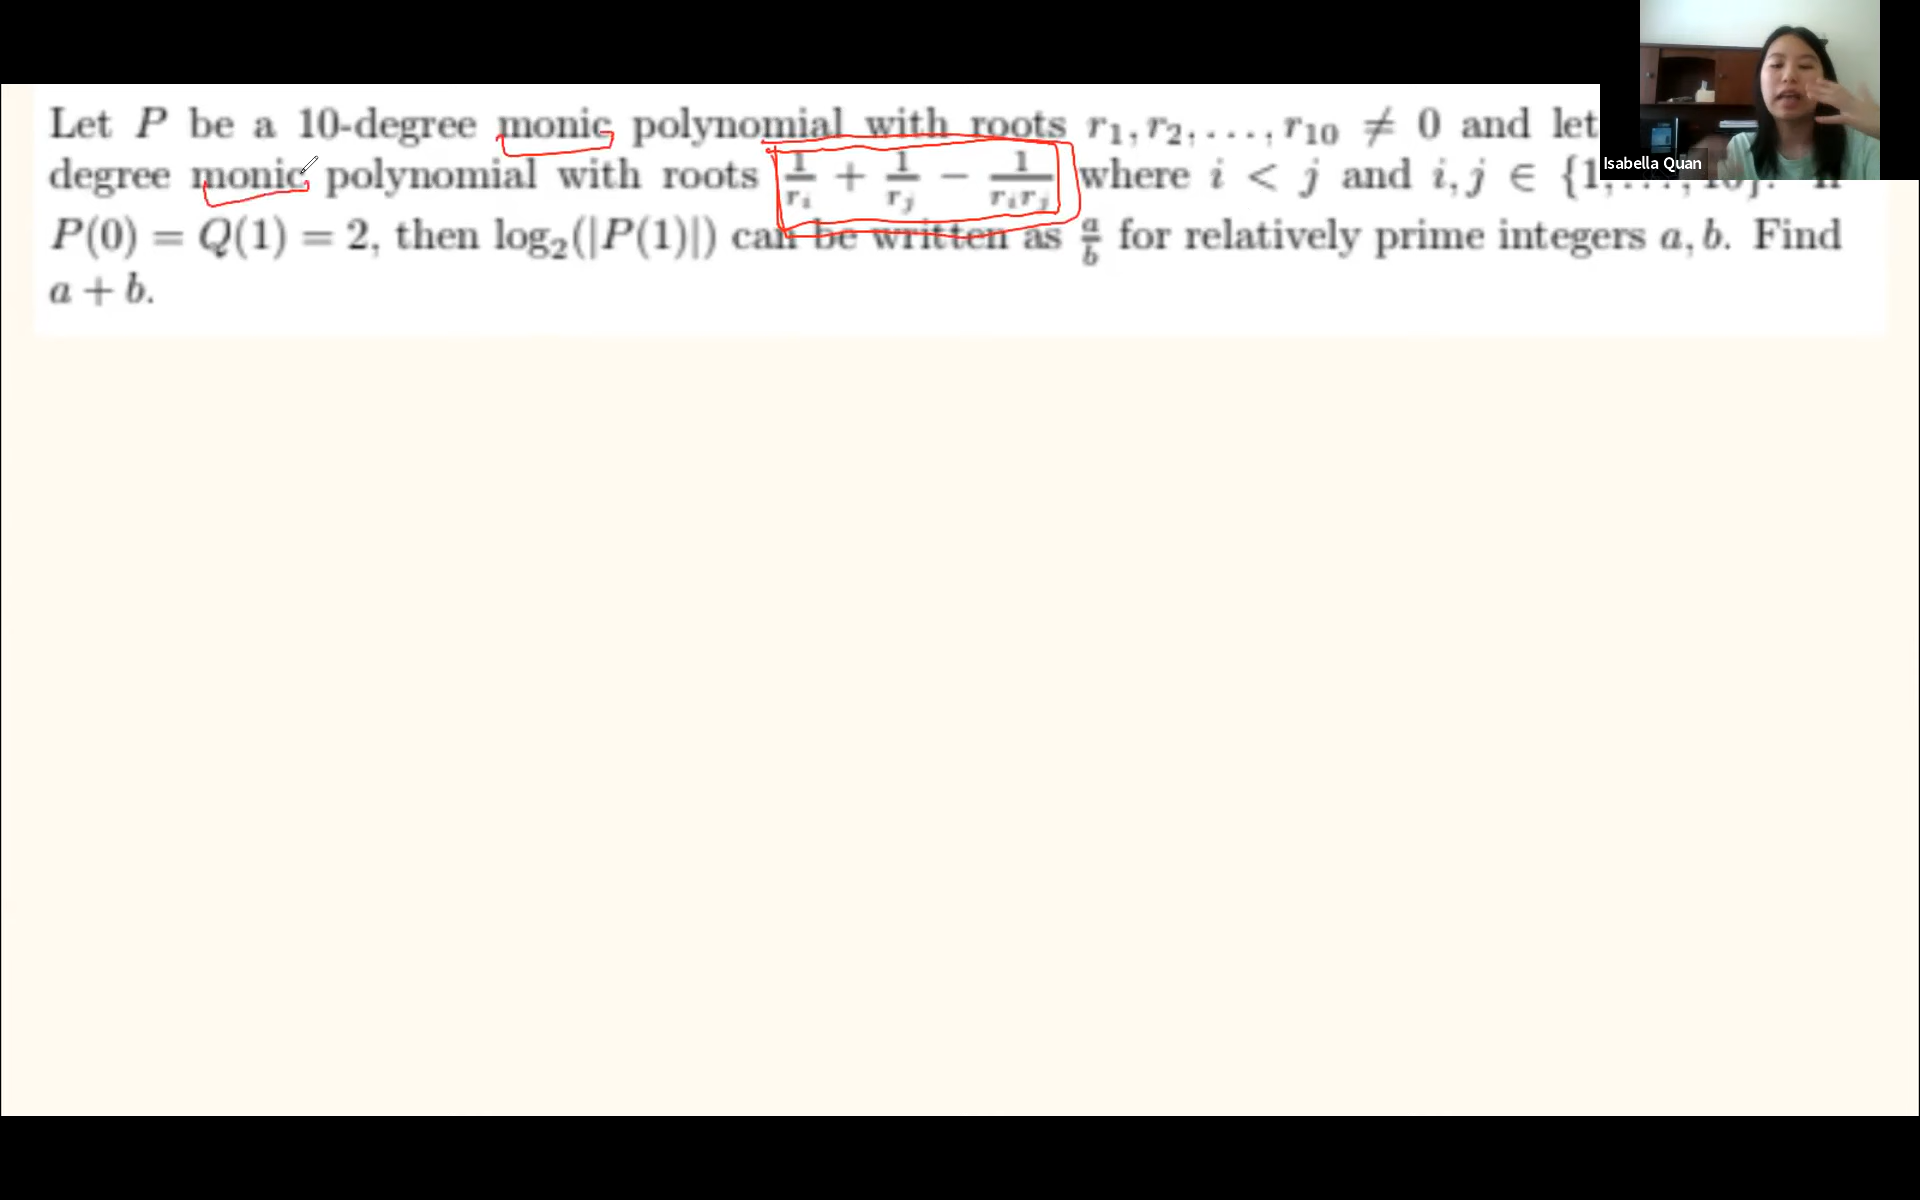 Let P be a 10-degree monic polynomial with roots r₁, r₂, . . . , r₁₀ ≠ 0 and let
degree monic polynomial with roots 1/rᵢ + 1/rⱼ − 1/(rᵢrⱼ) where i < j and i, j ∈ {1, . . . , 10}.
P(0) = Q(1) = 2, then log₂(|P(1)|) can be written as a/b for relatively prime integers a, b. Find
a + b.
Isabella Quan